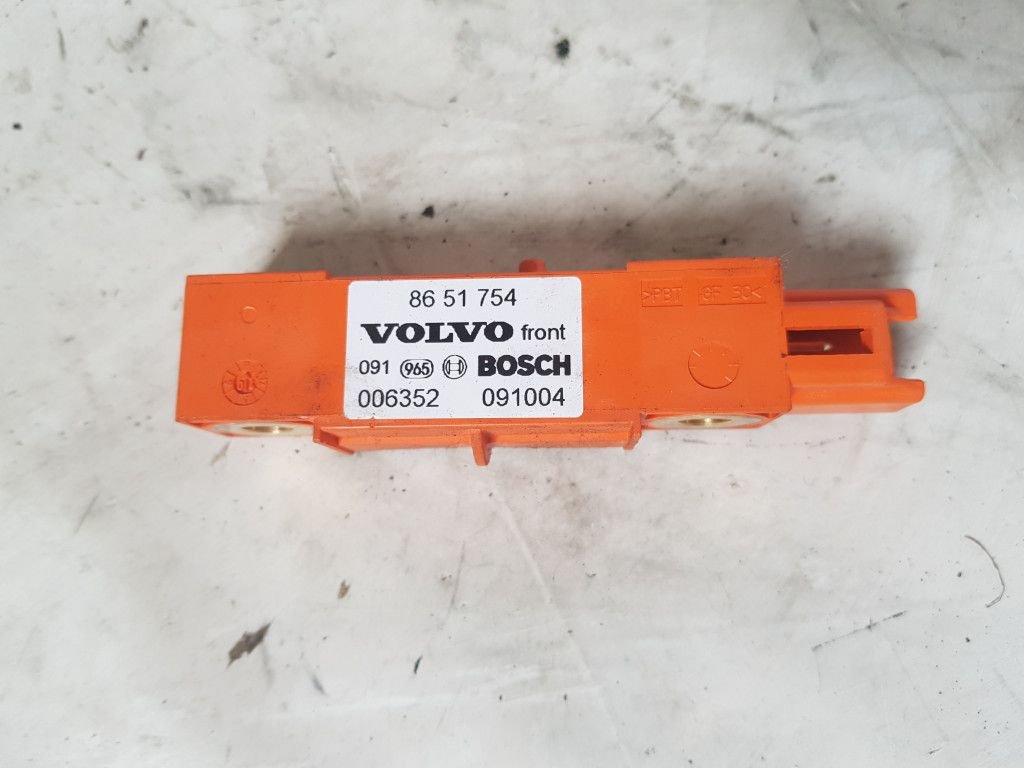 86 51 754
VOLVO front
091 965 BOSCH
006352 091004
>PBT GF 30<